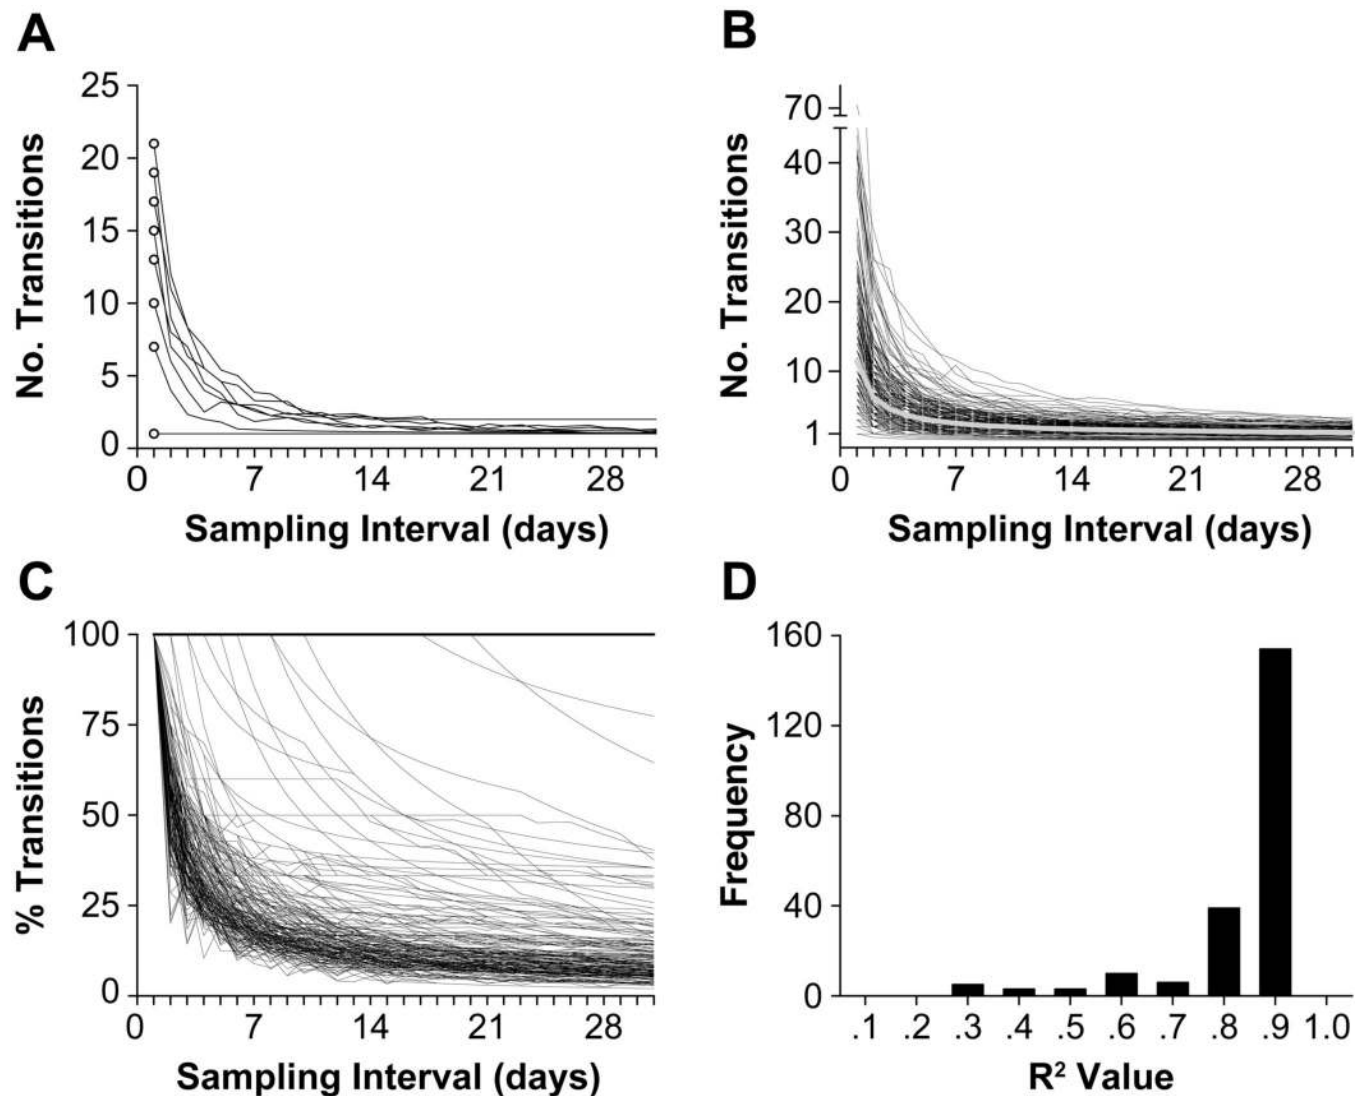 A
No. Transitions
25
20
15
10
5
0
0 7 14 21 28
Sampling Interval (days)
B
No. Transitions
70
40
30
20
10
1
0 7 14 21 28
Sampling Interval (days)
C
% Transitions
100
75
50
25
0
0 7 14 21 28
Sampling Interval (days)
D
Frequency
160
120
80
40
0
.1 .2 .3 .4 .5 .6 .7 .8 .9 1.0
R² Value